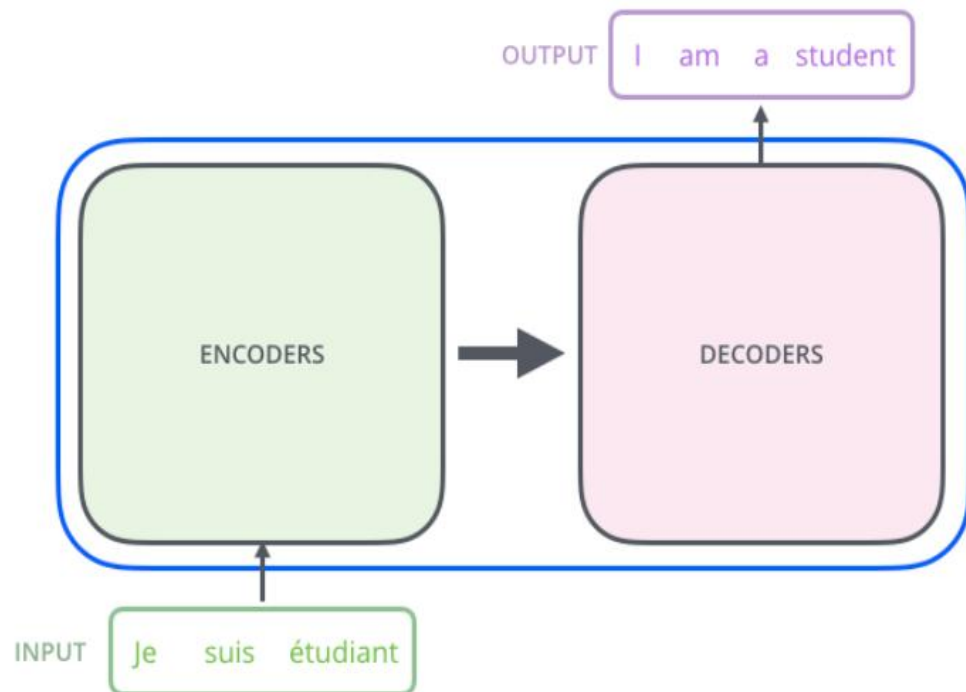 OUTPUT I am a student
ENCODERS DECODERS
INPUT Je suis étudiant